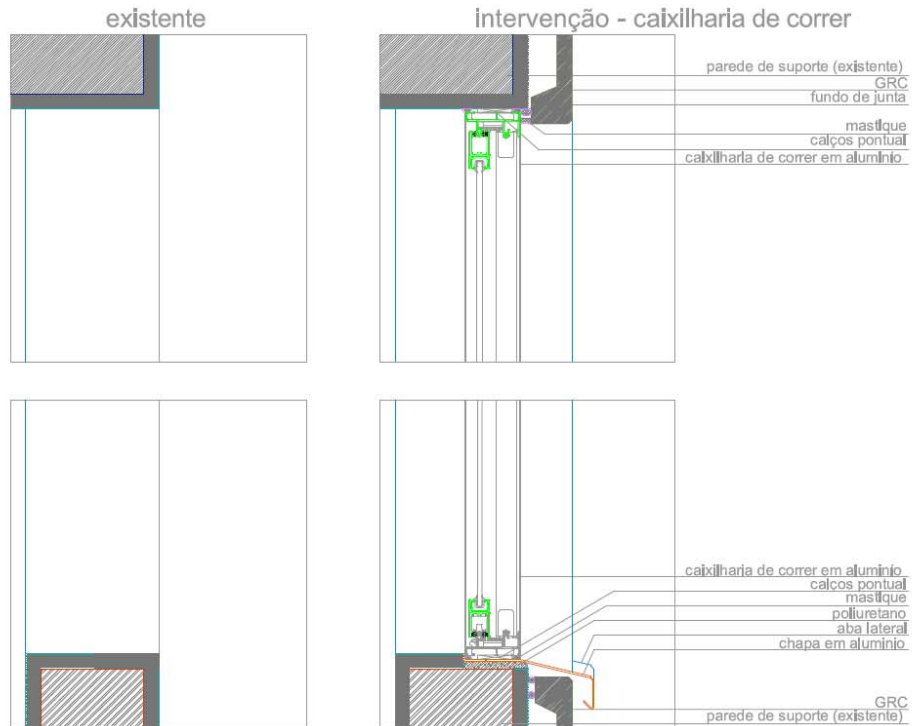 existente
intervenção - caixilharia de correr
parede de suporte (existente)
GRC
fundo de junta
mastique
calços pontual
caixilharia de correr em alumínio
caixilharia de correr em alumínio
calços pontual
mastique
poliuretano
aba lateral
chapa em alumínio
GRC
parede de suporte (existente)